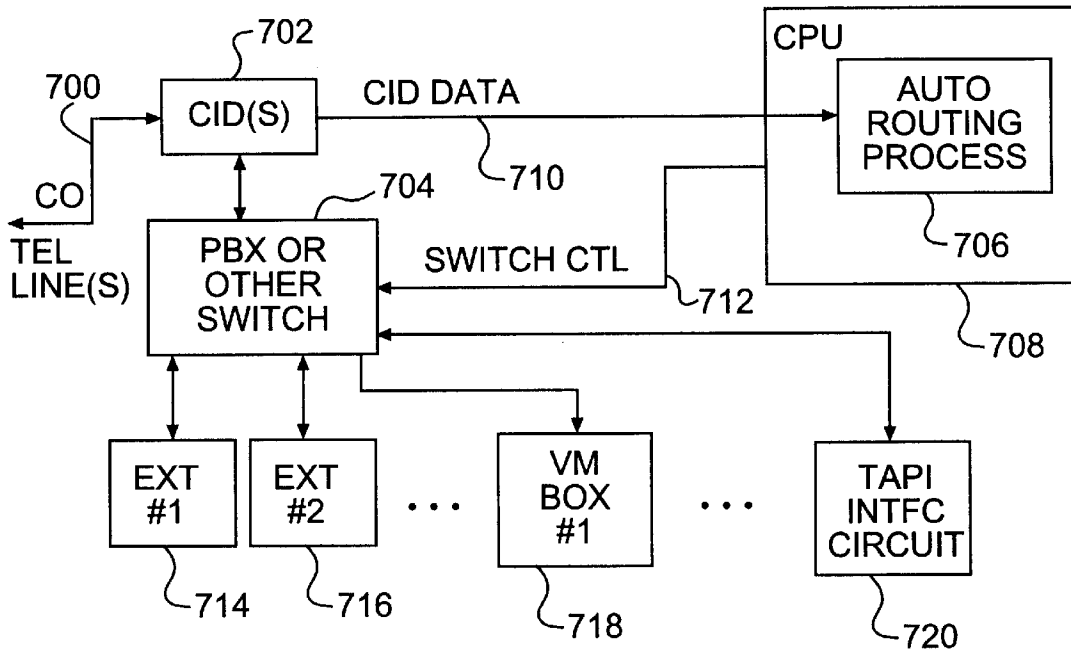 702
CPU
700
CID(S)
CID DATA
AUTO
ROUTING
PROCESS
710
CO
704
706
TEL
LINE(S)
PBX OR
OTHER
SWITCH
SWITCH CTL
712
708
EXT
#1
EXT
#2
...
VM
BOX
#1
...
TAPI
INTFC
CIRCUIT
714
716
718
720